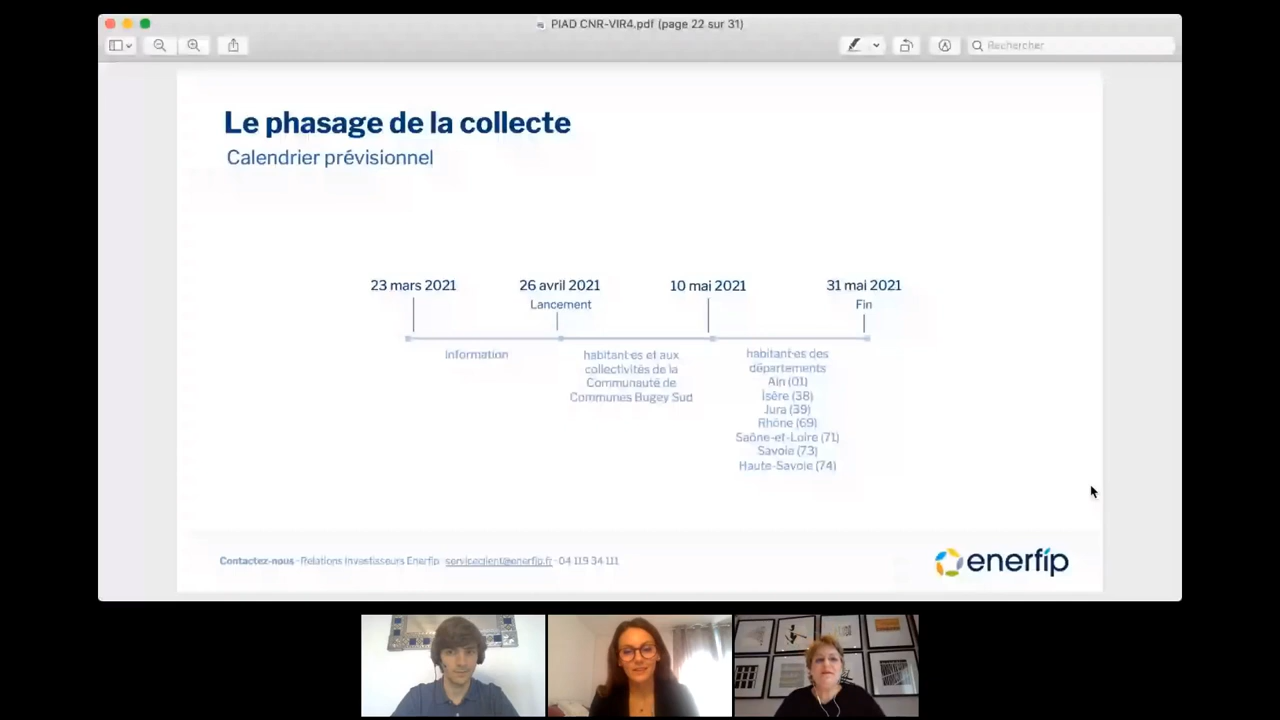 PIAD CNR-VIR4.pdf (page 22 sur 31)
Rechercher
Le phasage de la collecte
Calendrier prévisionnel
23 mars 2021
26 avril 2021
10 mai 2021
31 mai 2021
Lancement
Fin
Information
habitant·es et aux
collectivités de la
Communauté de
Communes Bugey Sud
habitant·es des
départements
Ain (01)
Isère (38)
Jura (39)
Rhône (69)
Saône-et-Loire (71)
Savoie (73)
Haute-Savoie (74)
Contactez-nous · Relations Investisseurs Enerfip · serviceclient@enerfip.fr · 04 119 34 111
enerfip